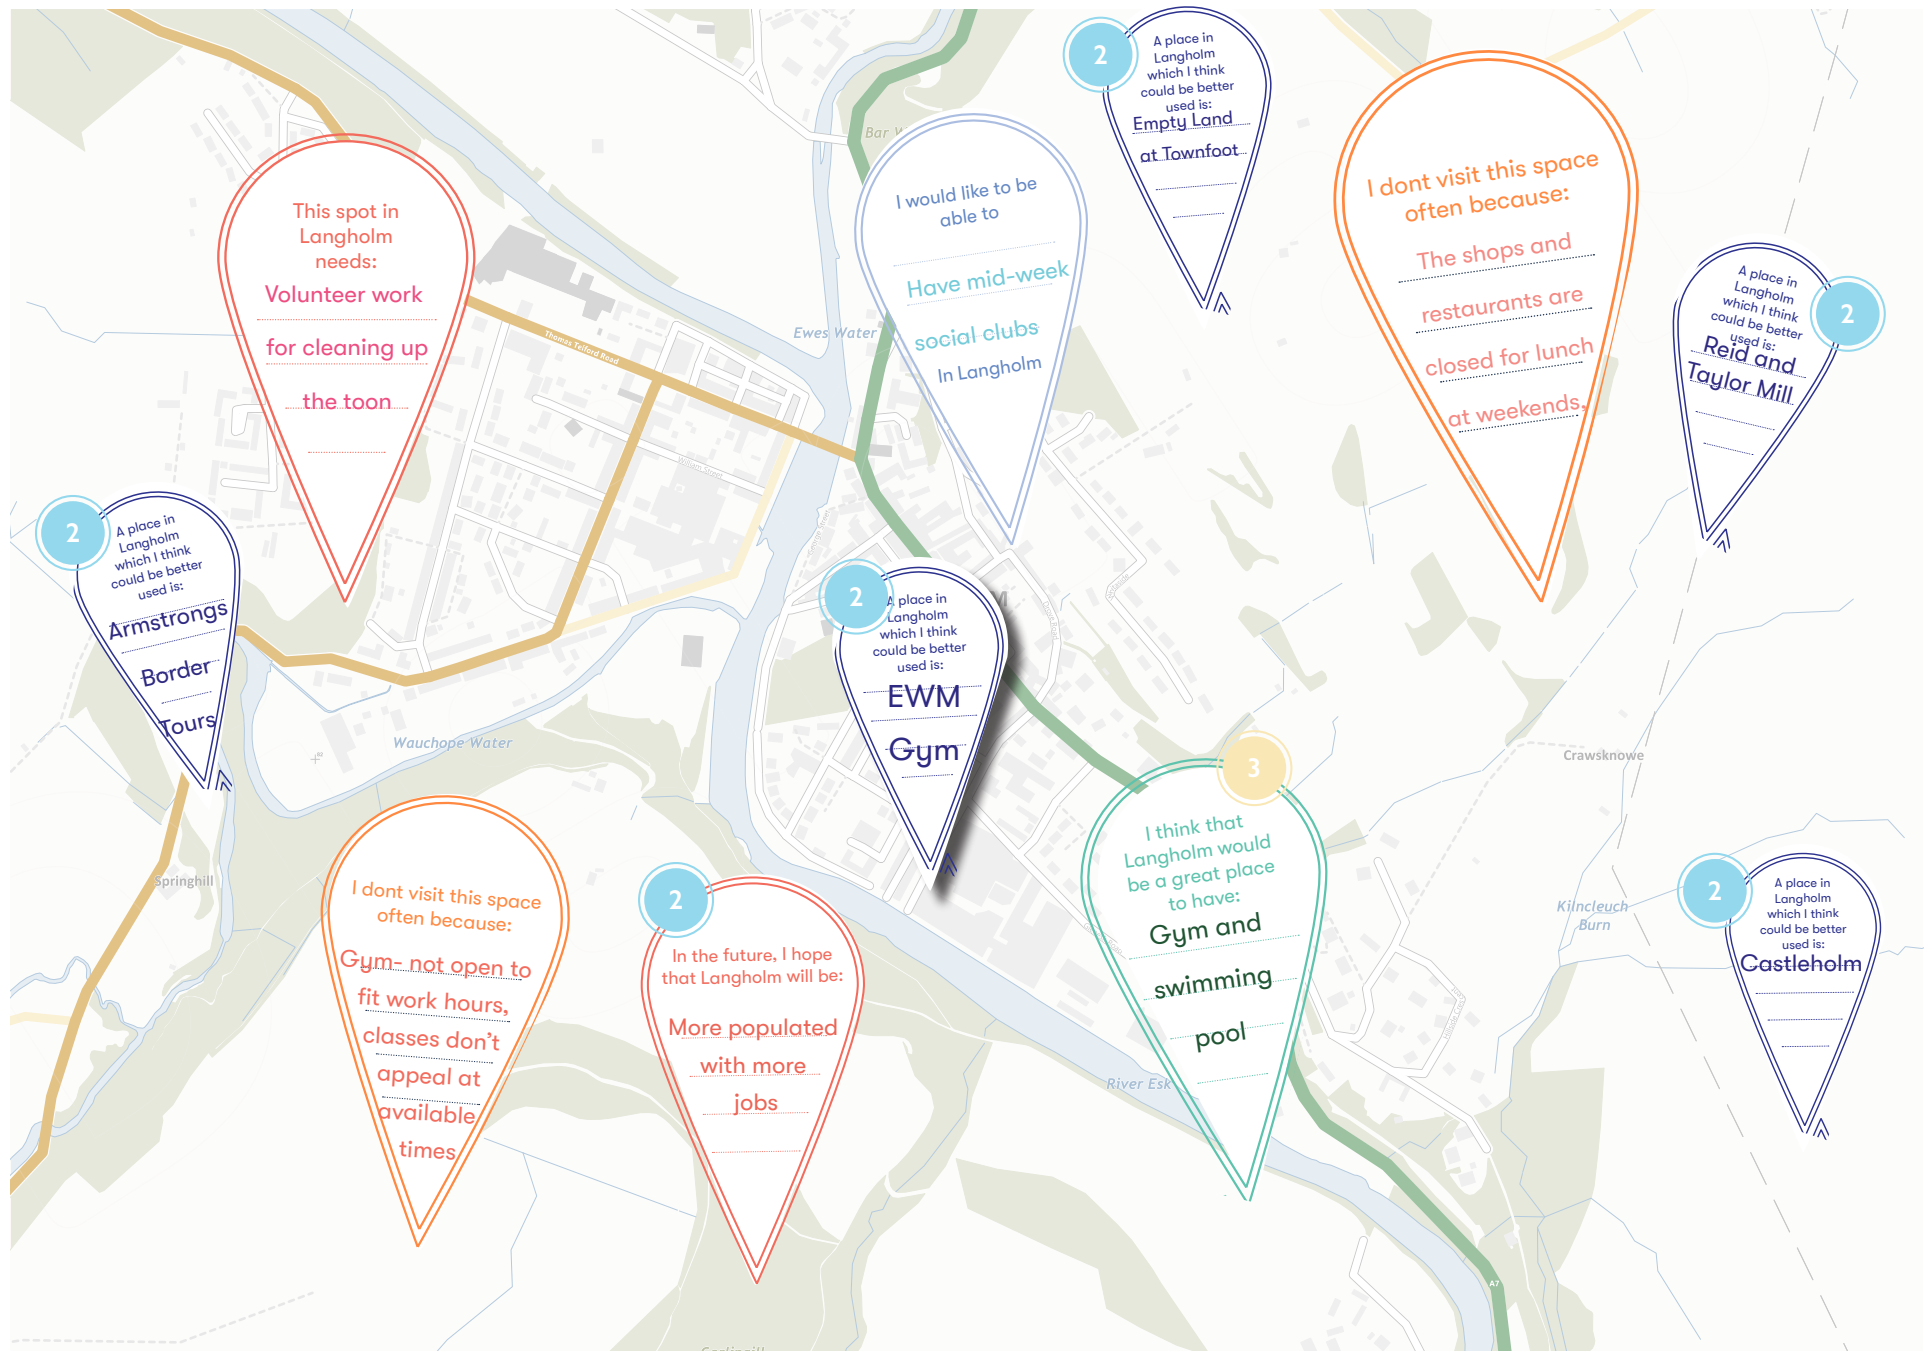 2
A place in
Langholm
which I think
could be better
used is:
Empty Land
at Townfoot
This spot in
Langholm
needs:
Volunteer work
for cleaning up
the toon
I would like to be
able to
Have mid-week
social clubs
In Langholm
I dont visit this space
often because:
The shops and
restaurants are
closed for lunch
at weekends,
2
A place in
Langholm
which I think
could be better
used is:
Reid and
Taylor Mill
Thomas Telford Road
Ewes Water
William Street
George Street
2
A place in
Langholm
which I think
could be better
used is:
Armstrongs
Border
Tours
2
A place in
Langholm
which I think
could be better
used is:
EWM
Gym
Wauchope Water
Crawsknowe
Springhill
3
I think that
Langholm would
be a great place
to have:
Gym and
swimming
pool
I dont visit this space
often because:
Gym- not open to
fit work hours,
classes don't
appeal at
available
times
2
In the future, I hope
that Langholm will be:
More populated
with more
jobs
2
A place in
Langholm
which I think
could be better
used is:
Castleholm
Kilncleuch
Burn
River Esk
A7